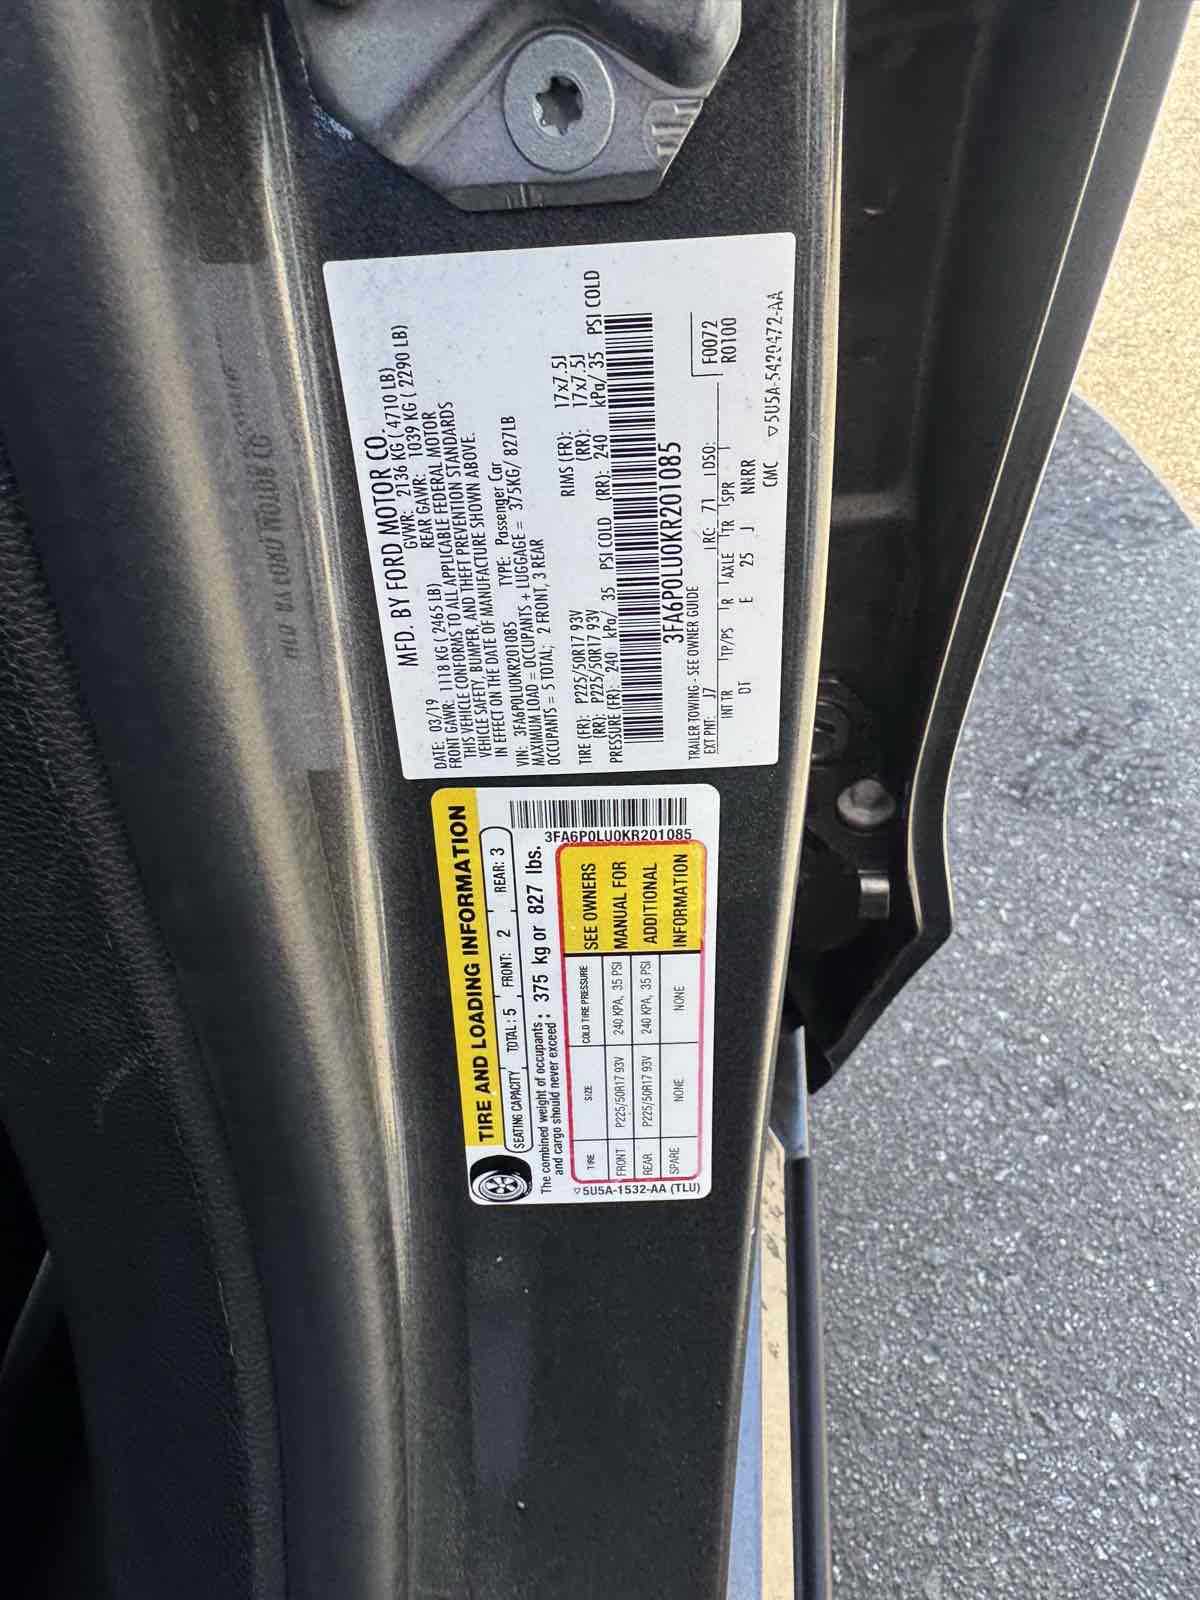 MFD. BY FORD MOTOR CO.
DATE: 03/19 GVWR: 2136 KG ( 4710 LB)
FRONT GAWR: 1118 KG ( 2465 LB) REAR GAWR: 1039 KG ( 2290 LB)
THIS VEHICLE CONFORMS TO ALL APPLICABLE FEDERAL MOTOR
VEHICLE SAFETY, BUMPER, AND THEFT PREVENTION STANDARDS
IN EFFECT ON THE DATE OF MANUFACTURE SHOWN ABOVE.
VIN: 3FA6P0LU0KR201085 TYPE: Passenger Car
MAXIMUM LOAD = OCCUPANTS + LUGGAGE = 375KG/ 827LB
OCCUPANTS = 5 TOTAL; 2 FRONT, 3 REAR
TIRE (FR): P225/50R17 93V RIMS (FR): 17x7.5J
(RR): P225/50R17 93V (RR): 17x7.5J
PRESSURE (FR): 240 kPa/ 35 PSI COLD (RR): 240 kPa/ 35 PSI COLD
3FA6P0LU0KR201085
TRAILER TOWING - SEE OWNER GUIDE
EXT PNT: J7 RC: 71 DSO: F0072
INT TR TP/PS R AXLE TR SPR R0100
DT E 25 J NNRR
CMC ▽5U5A-5420472-AA
TIRE AND LOADING INFORMATION
SEATING CAPACITY TOTAL : 5 FRONT: 2 REAR: 3
The combined weight of occupants and cargo should never exceed : 375 kg or 827 lbs.
3FA6P0LU0KR201085
TIRE SIZE COLD TIRE PRESSURE
FRONT P225/50R17 93V 240 KPA, 35 PSI
REAR P225/50R17 93V 240 KPA, 35 PSI
SPARE NONE NONE
SEE OWNERS
MANUAL FOR
ADDITIONAL
INFORMATION
▽5U5A-1532-AA (TLU)